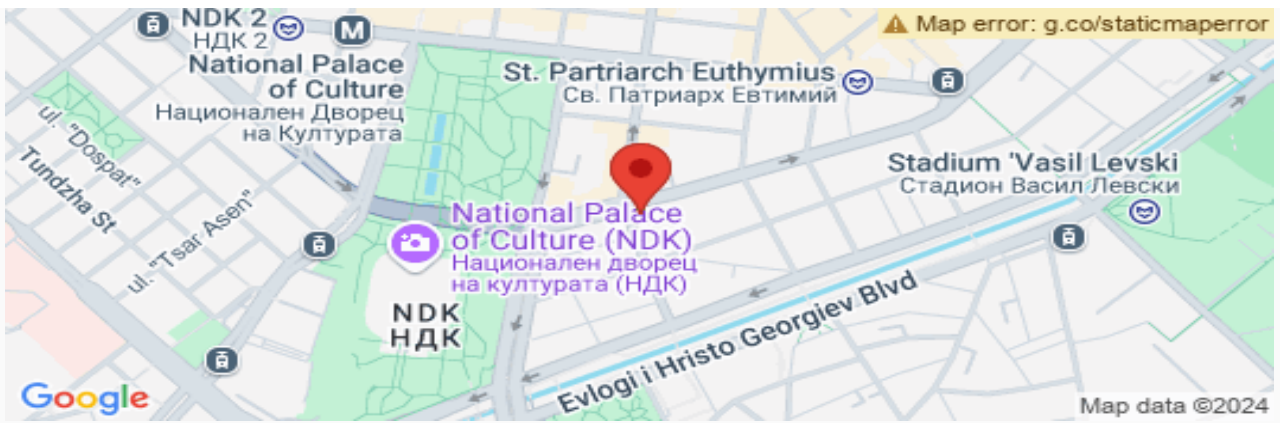 NDK 2
НДК 2
National Palace
of Culture
Национален Дворец
на Културата
M
Map error: g.co/staticmaperror
St. Partriarch Euthymius
Св. Патриарх Евтимий
ul. "Dospat"
Tundzha St
ul. "Tsar Asen"
Stadium 'Vasil Levski
Стадион Васил Левски
National Palace
of Culture (NDK)
Национален дворец
на културата (НДК)
NDK
НДК
Evlogi i Hristo Georgiev Blvd
Google
Map data ©2024